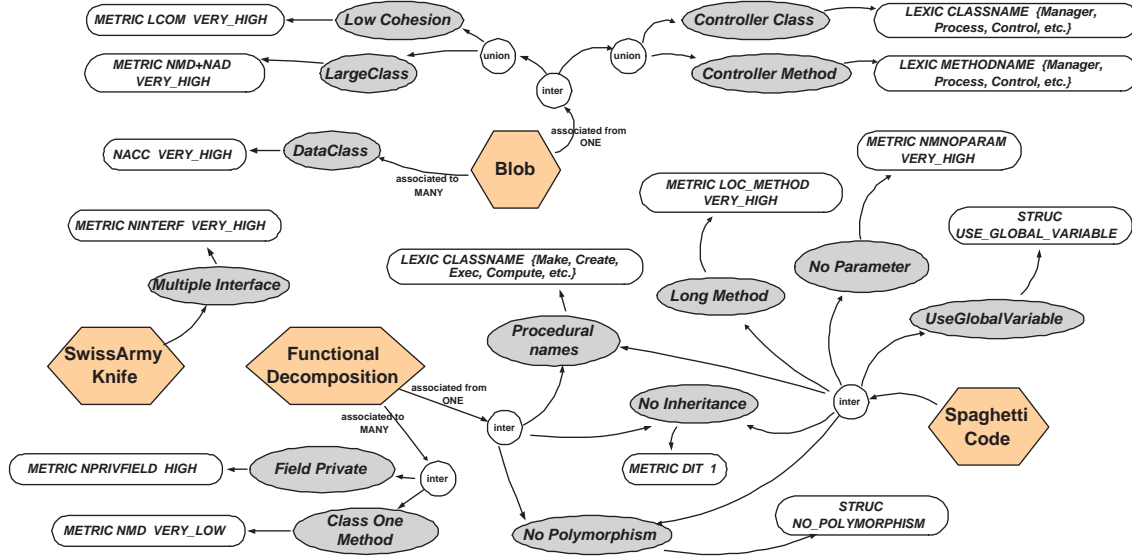 METRIC LCOM VERY_HIGH
Low Cohesion
union
METRIC NMD+NAD
VERY_HIGH
LargeClass
inter
union
Controller Class
LEXIC CLASSNAME {Manager,
Process, Control, etc.}
Controller Method
LEXIC METHODNAME {Manager,
Process, Control, etc.}
associated from
ONE
NACC VERY_HIGH
DataClass
associated to
MANY
Blob
METRIC NMNOPARAM
VERY_HIGH
METRIC LOC_METHOD
VERY_HIGH
STRUC
USE_GLOBAL_VARIABLE
METRIC NINTERF VERY_HIGH
Multiple Interface
LEXIC CLASSNAME {Make, Create,
Exec, Compute, etc.}
No Parameter
Long Method
UseGlobalVariable
SwissArmy
Knife
Functional
Decomposition
Procedural
names
associated from
ONE
associated to
MANY
inter
No Inheritance
inter
Spaghetti
Code
METRIC DIT 1
METRIC NPRIVFIELD HIGH
Field Private
inter
METRIC NMD VERY_LOW
Class One
Method
No Polymorphism
STRUC
NO_POLYMORPHISM